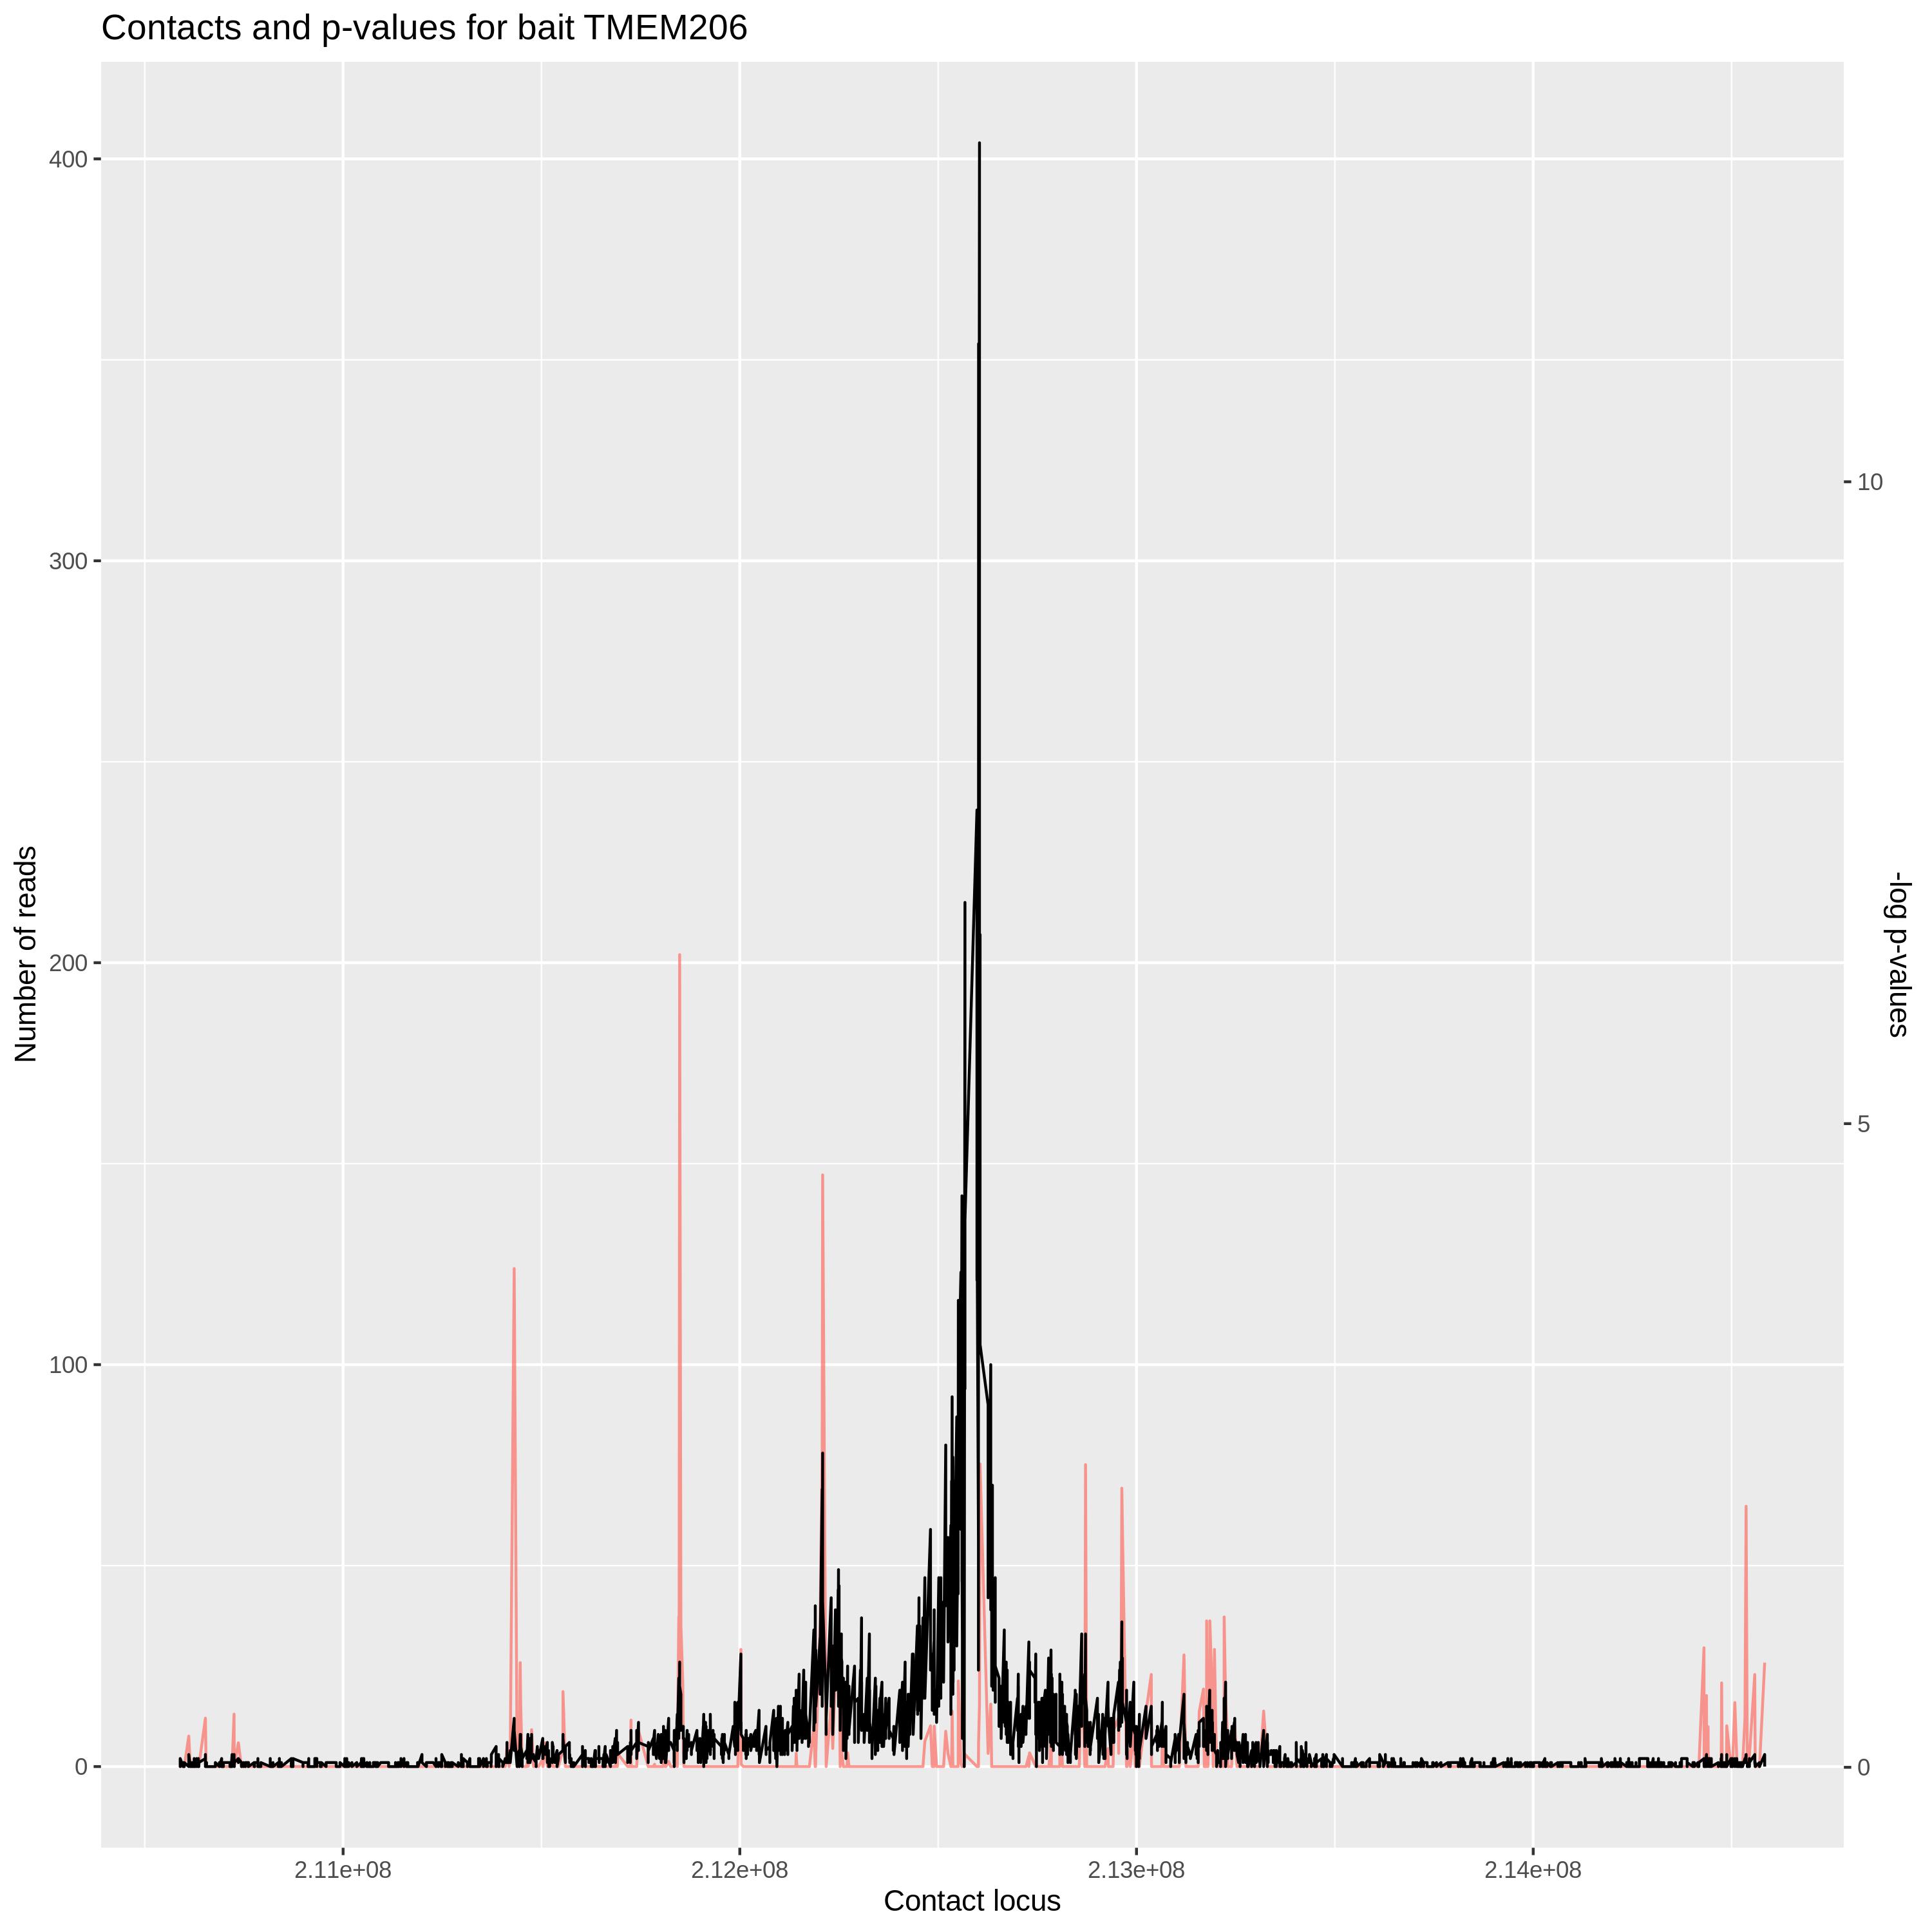 Contacts and p-values for bait TMEM206
400
300
200
100
0
Number of reads
10
5
0
-log p-values
2.11e+08
2.12e+08
2.13e+08
2.14e+08
Contact locus